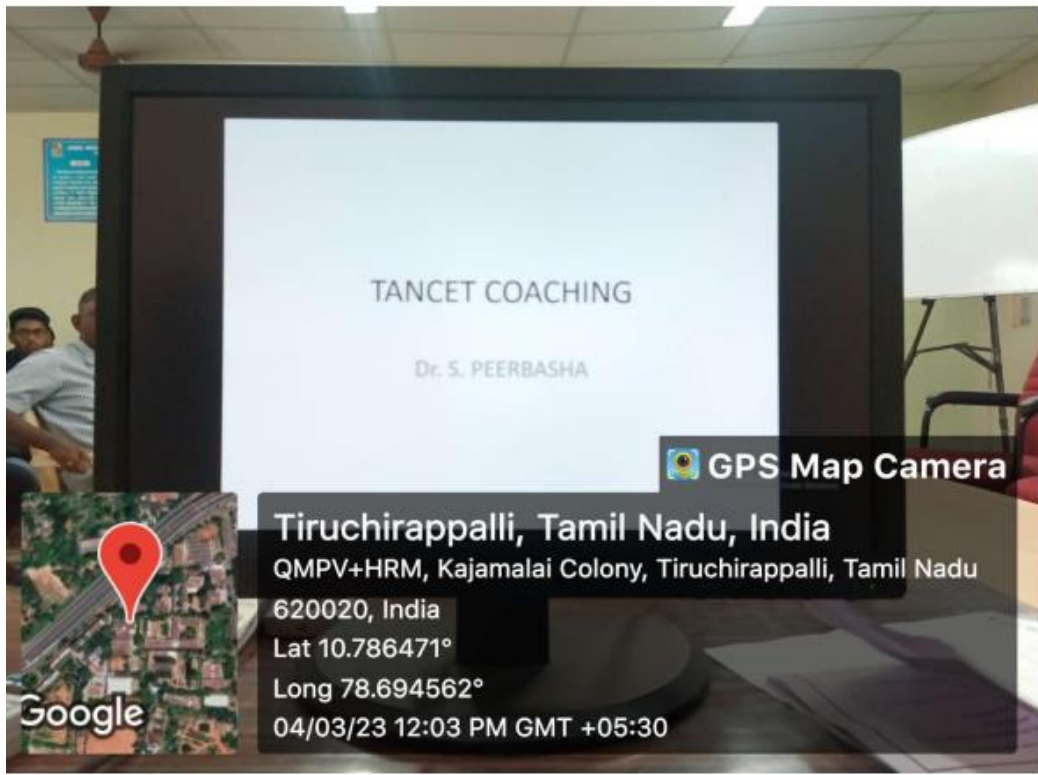 TANCET COACHING
Dr. S. PEERBASHA
GPS Map Camera
Tiruchirappalli, Tamil Nadu, India
QMPV+HRM, Kajamalai Colony, Tiruchirappalli, Tamil Nadu
620020, India
Lat 10.786471°
Long 78.694562°
04/03/23 12:03 PM GMT +05:30
Google